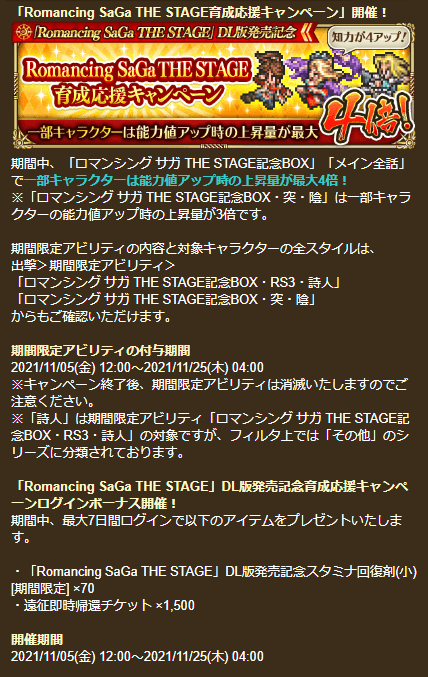 「Romancing SaGa THE STAGE育成応援キャンペーン」開催！
「Romancing SaGa THE STAGE」DL版発売記念
知力が4アップ!
Romancing SaGa THE STAGE
育成応援キャンペーン
一部キャラクターは能力値アップ時の上昇量が最大4倍!
期間中、「ロマンシング サガ THE STAGE記念BOX」「メイン全話」
で一部キャラクターは能力値アップ時の上昇量が最大4倍！
※「ロマンシング サガ THE STAGE記念BOX・突・陰」は一部キャラ
クターの能力値アップ時の上昇量が3倍です。
期間限定アビリティの内容と対象キャラクターの全スタイルは、
出撃＞期間限定アビリティ＞
「ロマンシング サガ THE STAGE記念BOX・RS3・詩人」
「ロマンシング サガ THE STAGE記念BOX・突・陰」
からもご確認いただけます。
期間限定アビリティの付与期間
2021/11/05(金) 12:00～2021/11/25(木) 04:00
※キャンペーン終了後、期間限定アビリティは消滅いたしますのでご
注意ください。
※「詩人」は期間限定アビリティ「ロマンシング サガ THE STAGE記
念BOX・RS3・詩人」の対象ですが、フィルタ上では「その他」のシ
リーズに分類されております。
「Romancing SaGa THE STAGE」DL版発売記念育成応援キャンペ
ーンログインボーナス開催！
期間中、最大7日間ログインで以下のアイテムをプレゼントいたしま
す。
・「Romancing SaGa THE STAGE」DL版発売記念スタミナ回復剤(小)
[期間限定] ×70
・遠征即時帰還チケット ×1,500
開催期間
2021/11/05(金) 12:00～2021/11/25(木) 04:00